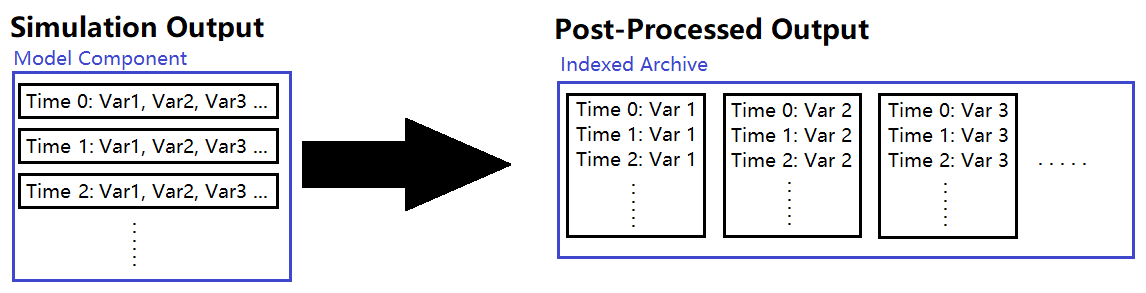 Simulation Output
Model Component
Time 0: Var1, Var2, Var3 ...
Time 1: Var1, Var2, Var3 ...
Time 2: Var1, Var2, Var3 ...
Post-Processed Output
Indexed Archive
Time 0: Var 1
Time 1: Var 1
Time 2: Var 1
Time 0: Var 2
Time 1: Var 2
Time 2: Var 2
Time 0: Var 3
Time 1: Var 3
Time 2: Var 3
. . . . .